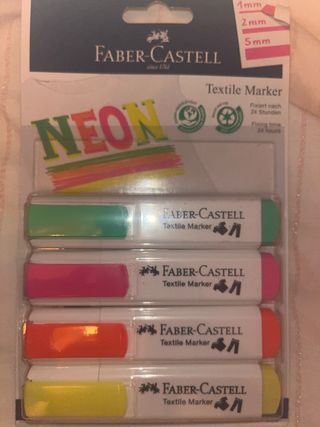 FABER-CASTELL
since 1761
1mm
2mm
5mm
Textile Marker
Fixiert nach
24 Stunden
Fixing time
24 hours
NEON
FABER-CASTELL
Textile Marker
FABER-CASTELL
Textile Marker
FABER-CASTELL
Textile Marker
FABER-CASTELL
Textile Marker